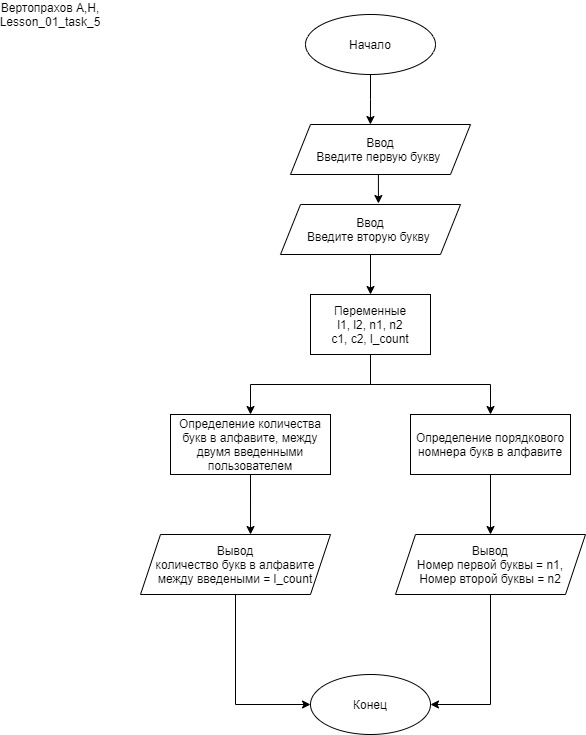 Вертопрахов А,Н,
Lesson_01_task_5
Начало
Ввод
Введите первую букву
Ввод
Введите вторую букву
Переменные
l1, l2, n1, n2
c1, c2, l_count
Определение количества
букв в алфавите, между
двумя введенными
пользователем
Определение порядкового
номнера букв в алфавите
Вывод
количество букв в алфавите
между введеными = l_count
Вывод
Номер первой буквы = n1,
Номер второй буквы = n2
Конец